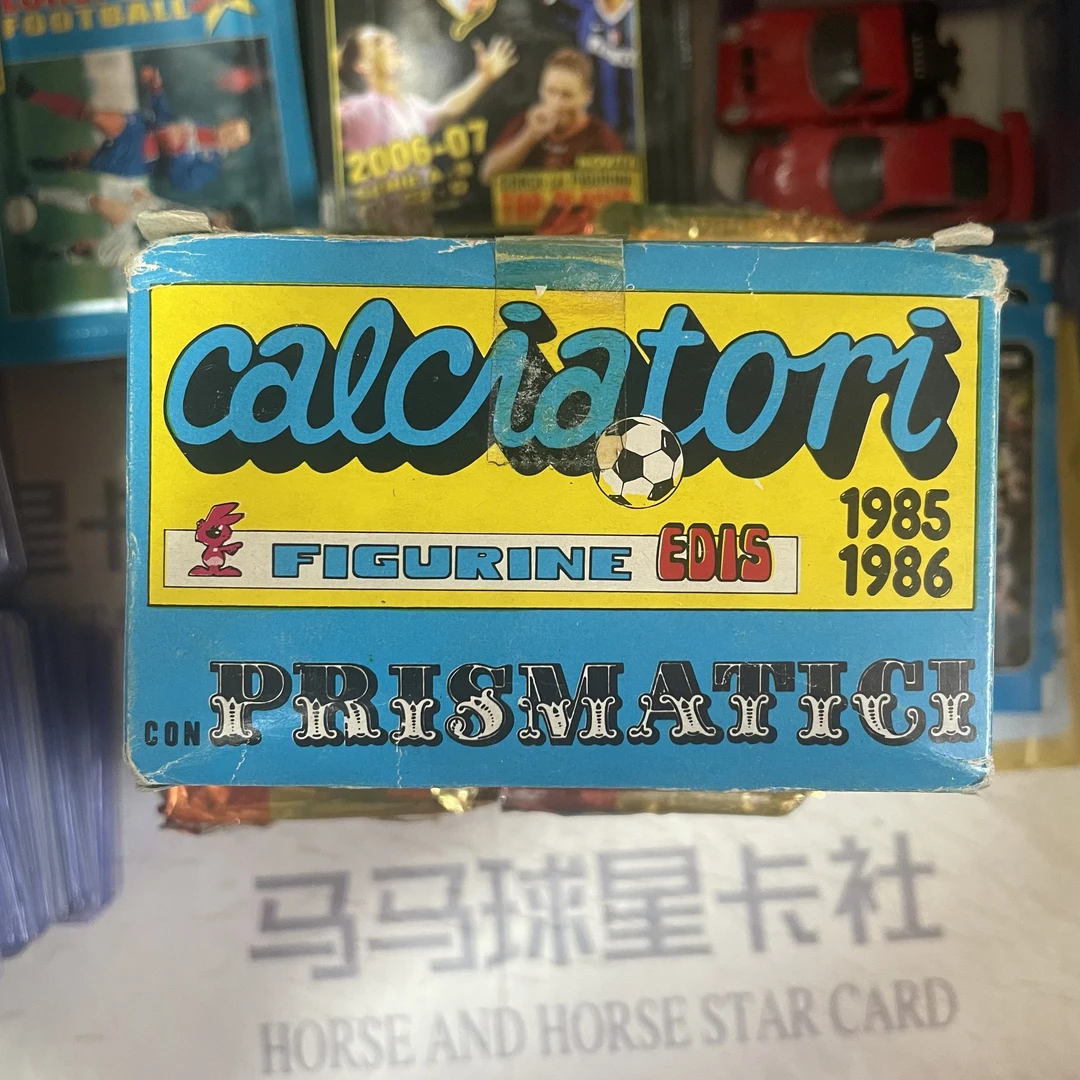 FOOTBALL
2006-07
calciatori
1985
1986
FIGURINE EDIS
CON PRISMATICI
马马球星卡社
HORSE AND HORSE STAR CARD